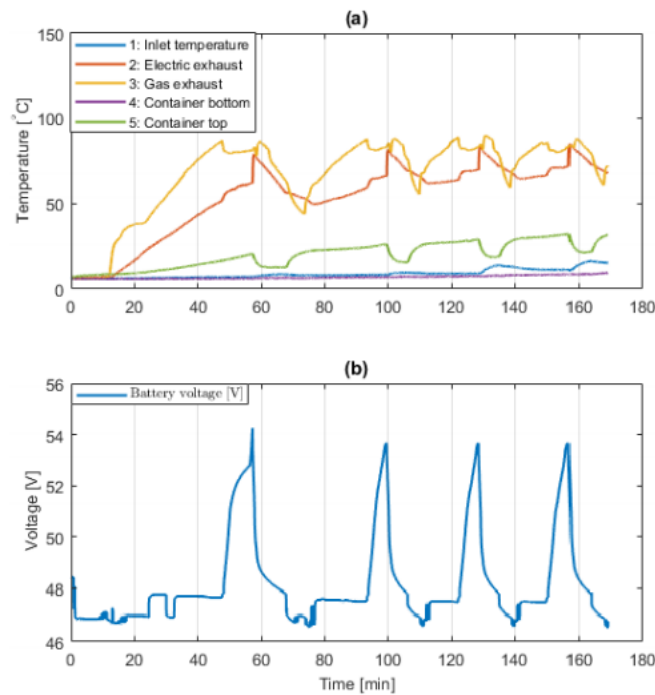 (a)
150
100
50
0
Temperature [°C]
1: Inlet temperature
2: Electric exhaust
3: Gas exhaust
4: Container bottom
5: Container top
0 20 40 60 80 100 120 140 160 180
(b)
56
54
52
50
48
46
Voltage [V]
Battery voltage [V]
0 20 40 60 80 100 120 140 160 180
Time [min]